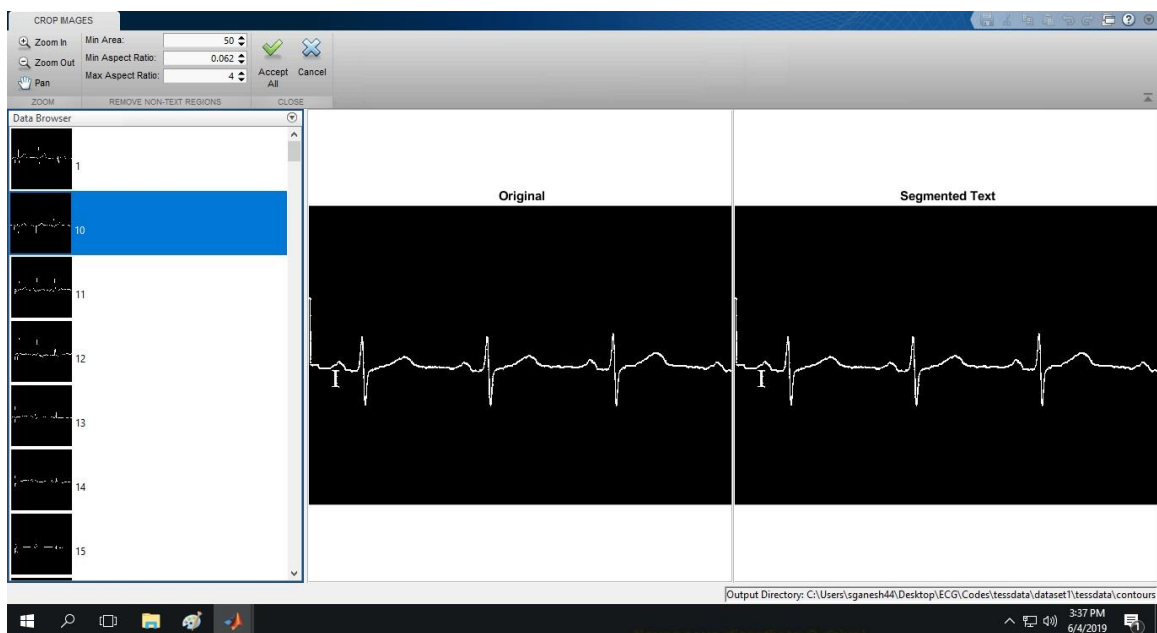 CROP IMAGES
Zoom In
Zoom Out
Pan
Min Area: 50
Min Aspect Ratio: 0.062
Max Aspect Ratio: 4
Accept All
Cancel
ZOOM
REMOVE NON-TEXT REGIONS
CLOSE
Data Browser
1
10
11
12
13
14
15
Original
Segmented Text
I
I
Output Directory: C:\Users\sganesh44\Desktop\ECG\Codes\tessdata\dataset1\tessdata\contours
3:37 PM
6/4/2019
1